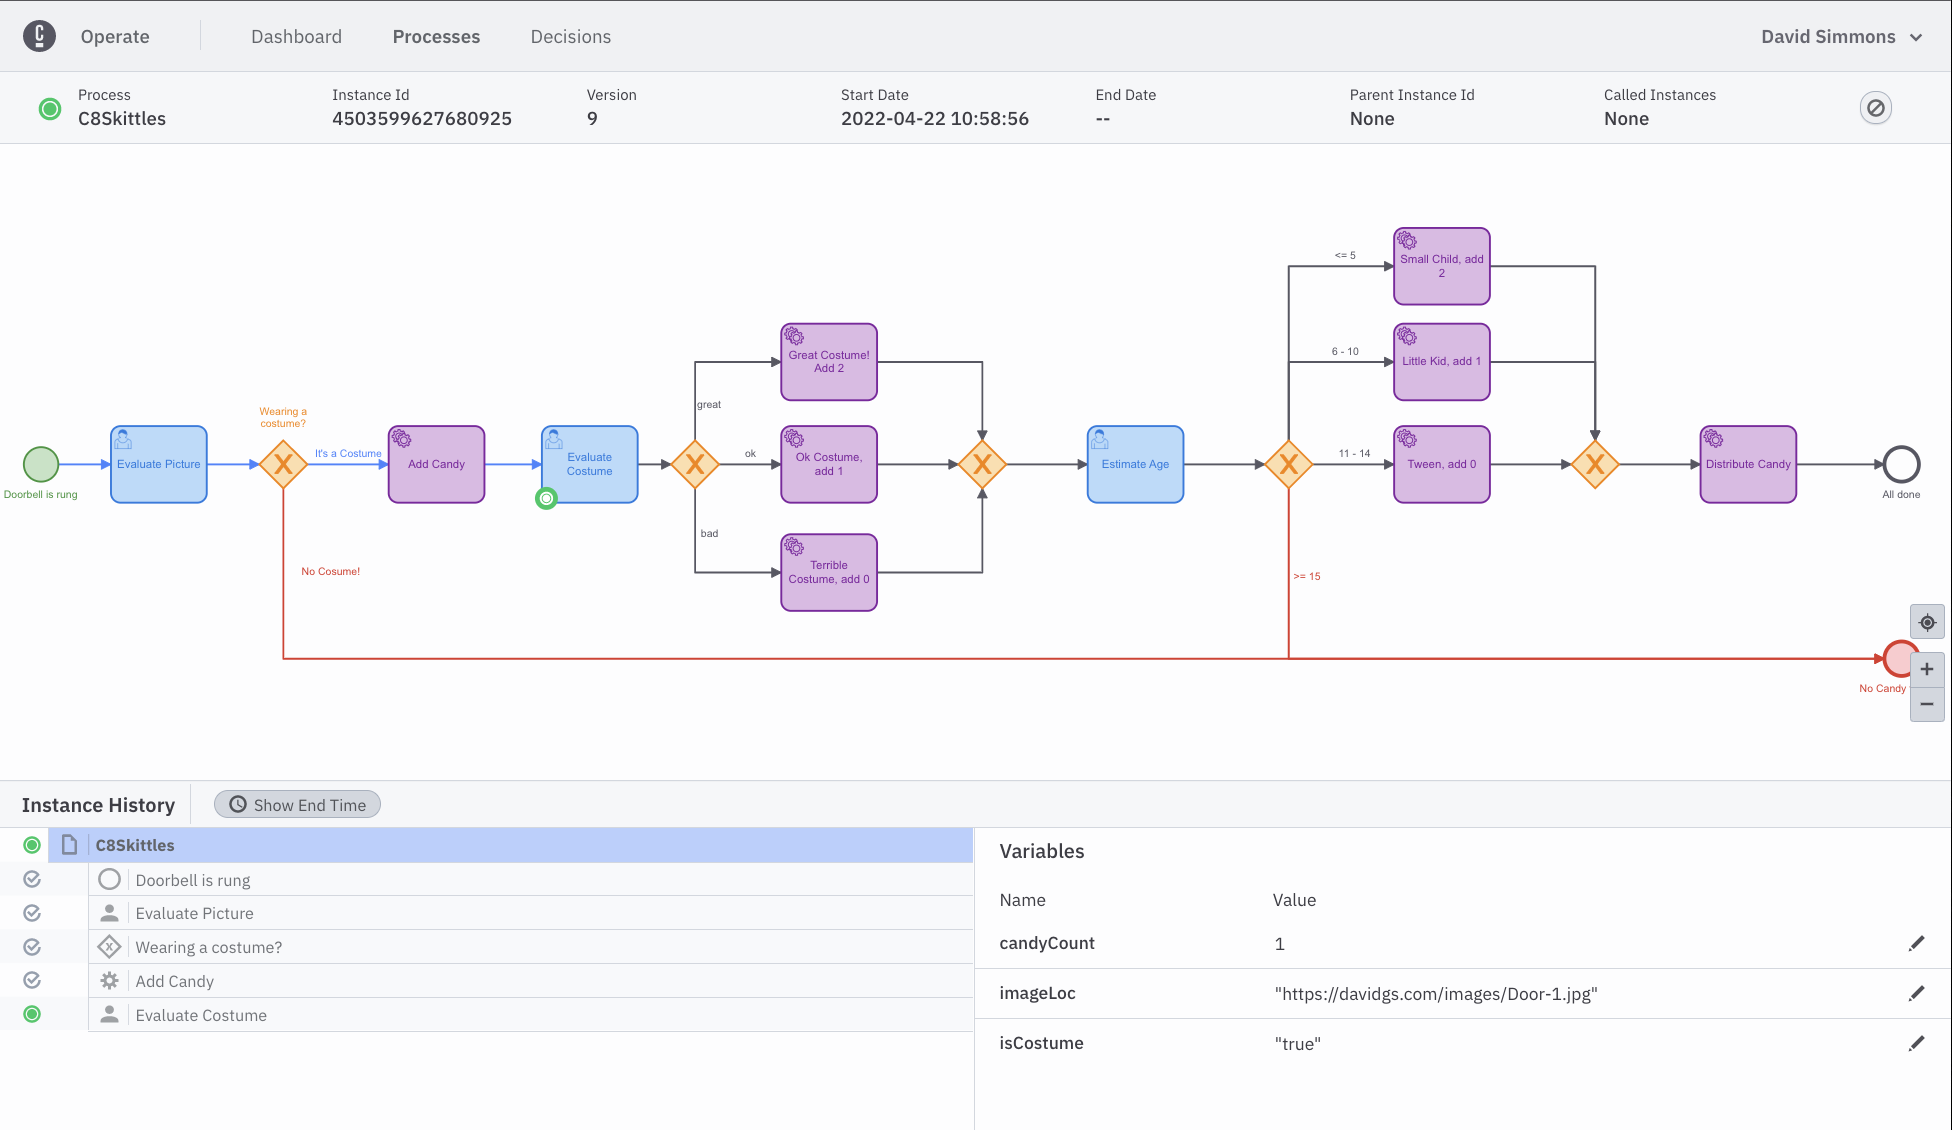 C Operate Dashboard Processes Decisions David Simmons
Process Instance Id Version Start Date End Date Parent Instance Id Called Instances
C8Skittles 4503599627680925 9 2022-04-22 10:58:56 -- None None
Doorbell is rung
Evaluate Picture
Wearing a
costume?
It's a Costume
No Cosume!
Add Candy
Evaluate
Costume
great
ok
bad
Great Costume!
Add 2
Ok Costume,
add 1
Terrible
Costume, add 0
Estimate Age
<= 5
6 - 10
11 - 14
>= 15
Small Child, add
2
Little Kid, add 1
Tween, add 0
Distribute Candy
All done
No Candy
Instance History Show End Time
C8Skittles
Doorbell is rung
Evaluate Picture
Wearing a costume?
Add Candy
Evaluate Costume
Variables
Name Value
candyCount 1
imageLoc "https://davidgs.com/images/Door-1.jpg"
isCostume "true"